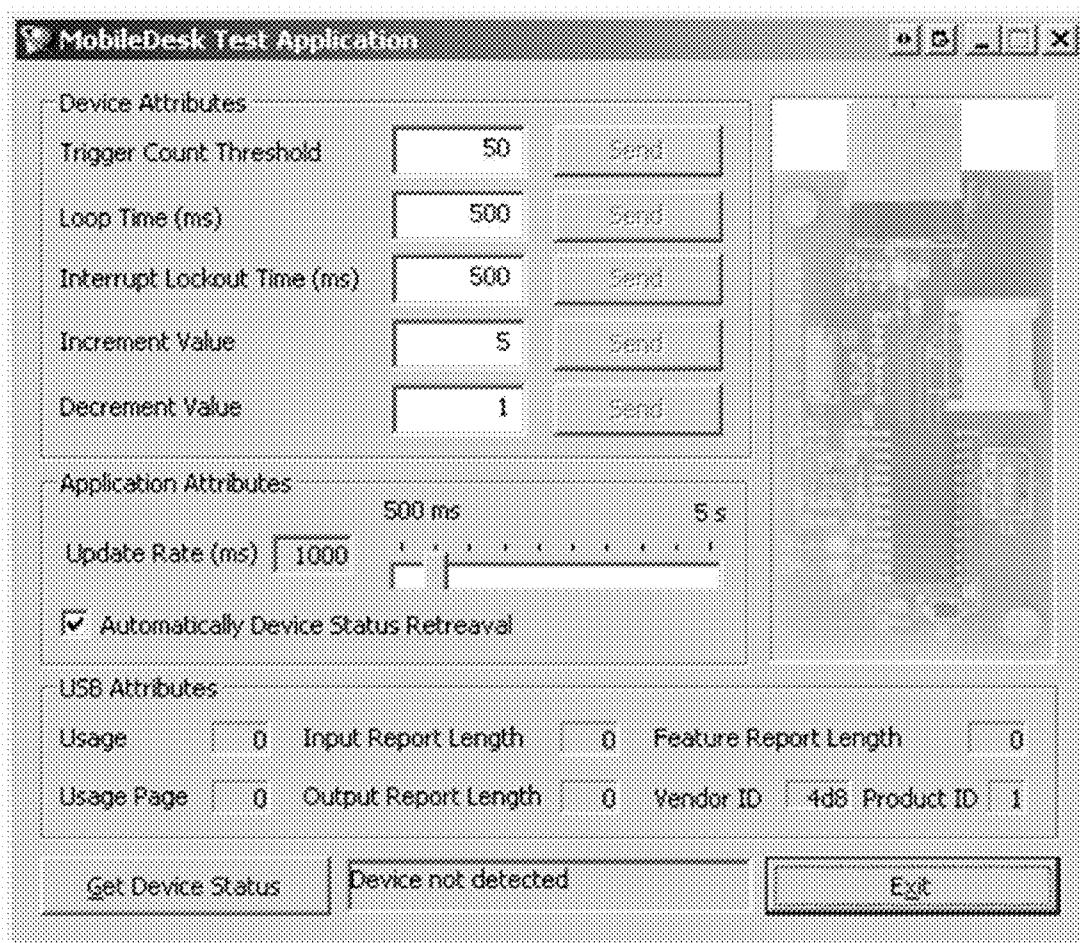 MobileDesk Test Application
Device Attributes
Trigger Count Threshold 50 Send
Loop Time (ms) 500 Send
Interrupt Lockout Time (ms) 500 Send
Increment Value 5 Send
Decrement Value 1 Send
Application Attributes
500 ms 5 s
Update Rate (ms) 1000
Automatically Device Status Retreaval
USB Attributes
Usage 0 Input Report Length 0 Feature Report Length 0
Usage Page 0 Output Report Length 0 Vendor ID 4d8 Product ID 1
Get Device Status Device not detected Exit